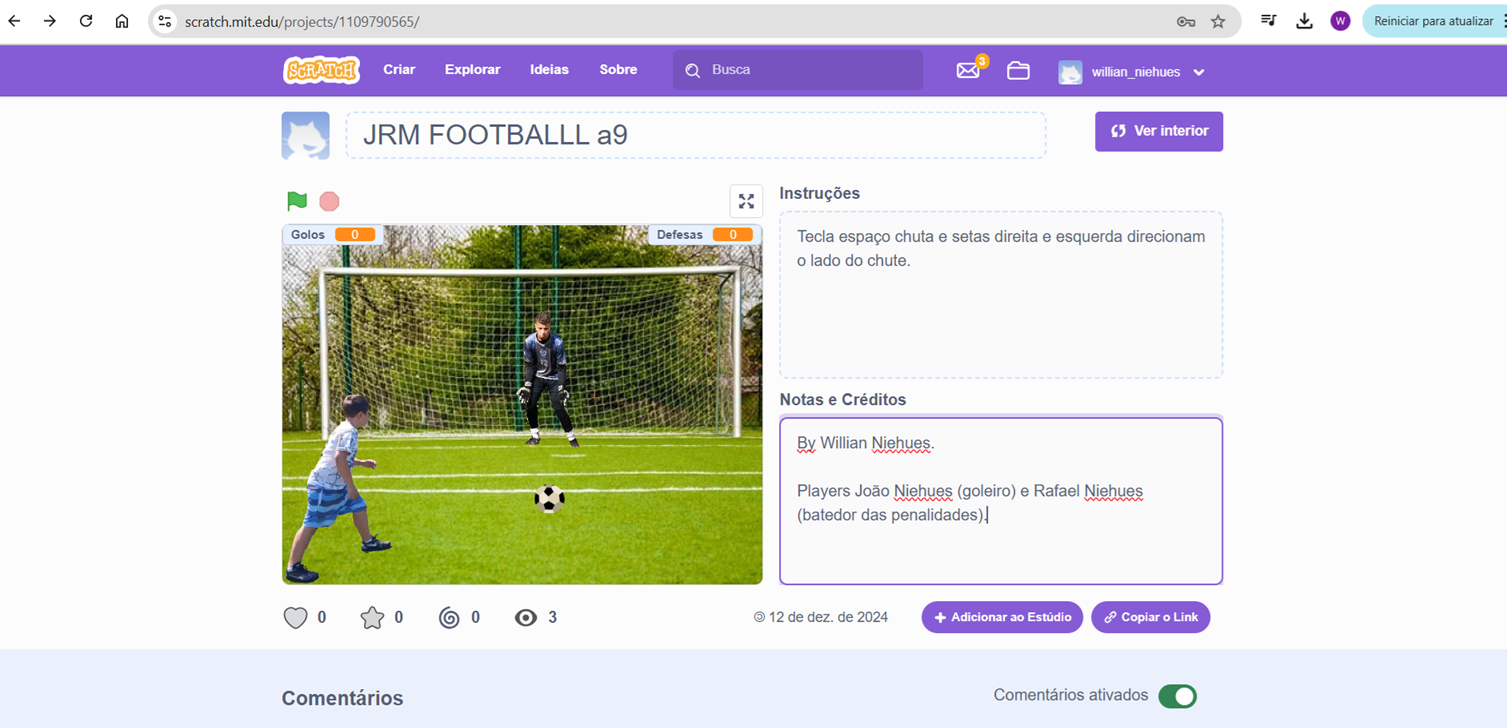 scratch.mit.edu/projects/1109790565/
W
Reiniciar para atualizar
SCRATCH
Criar
Explorar
Ideias
Sobre
Busca
3
willian_niehues
JRM FOOTBALLL a9
Ver interior
Golos 0
Defesas 0
Instruções
Tecla espaço chuta e setas direita e esquerda direcionam
o lado do chute.
Notas e Créditos
By Willian Niehues.
Players João Niehues (goleiro) e Rafael Niehues
(batedor das penalidades).
0
0
0
3
© 12 de dez. de 2024
Adicionar ao Estúdio
Copiar o Link
Comentários
Comentários ativados